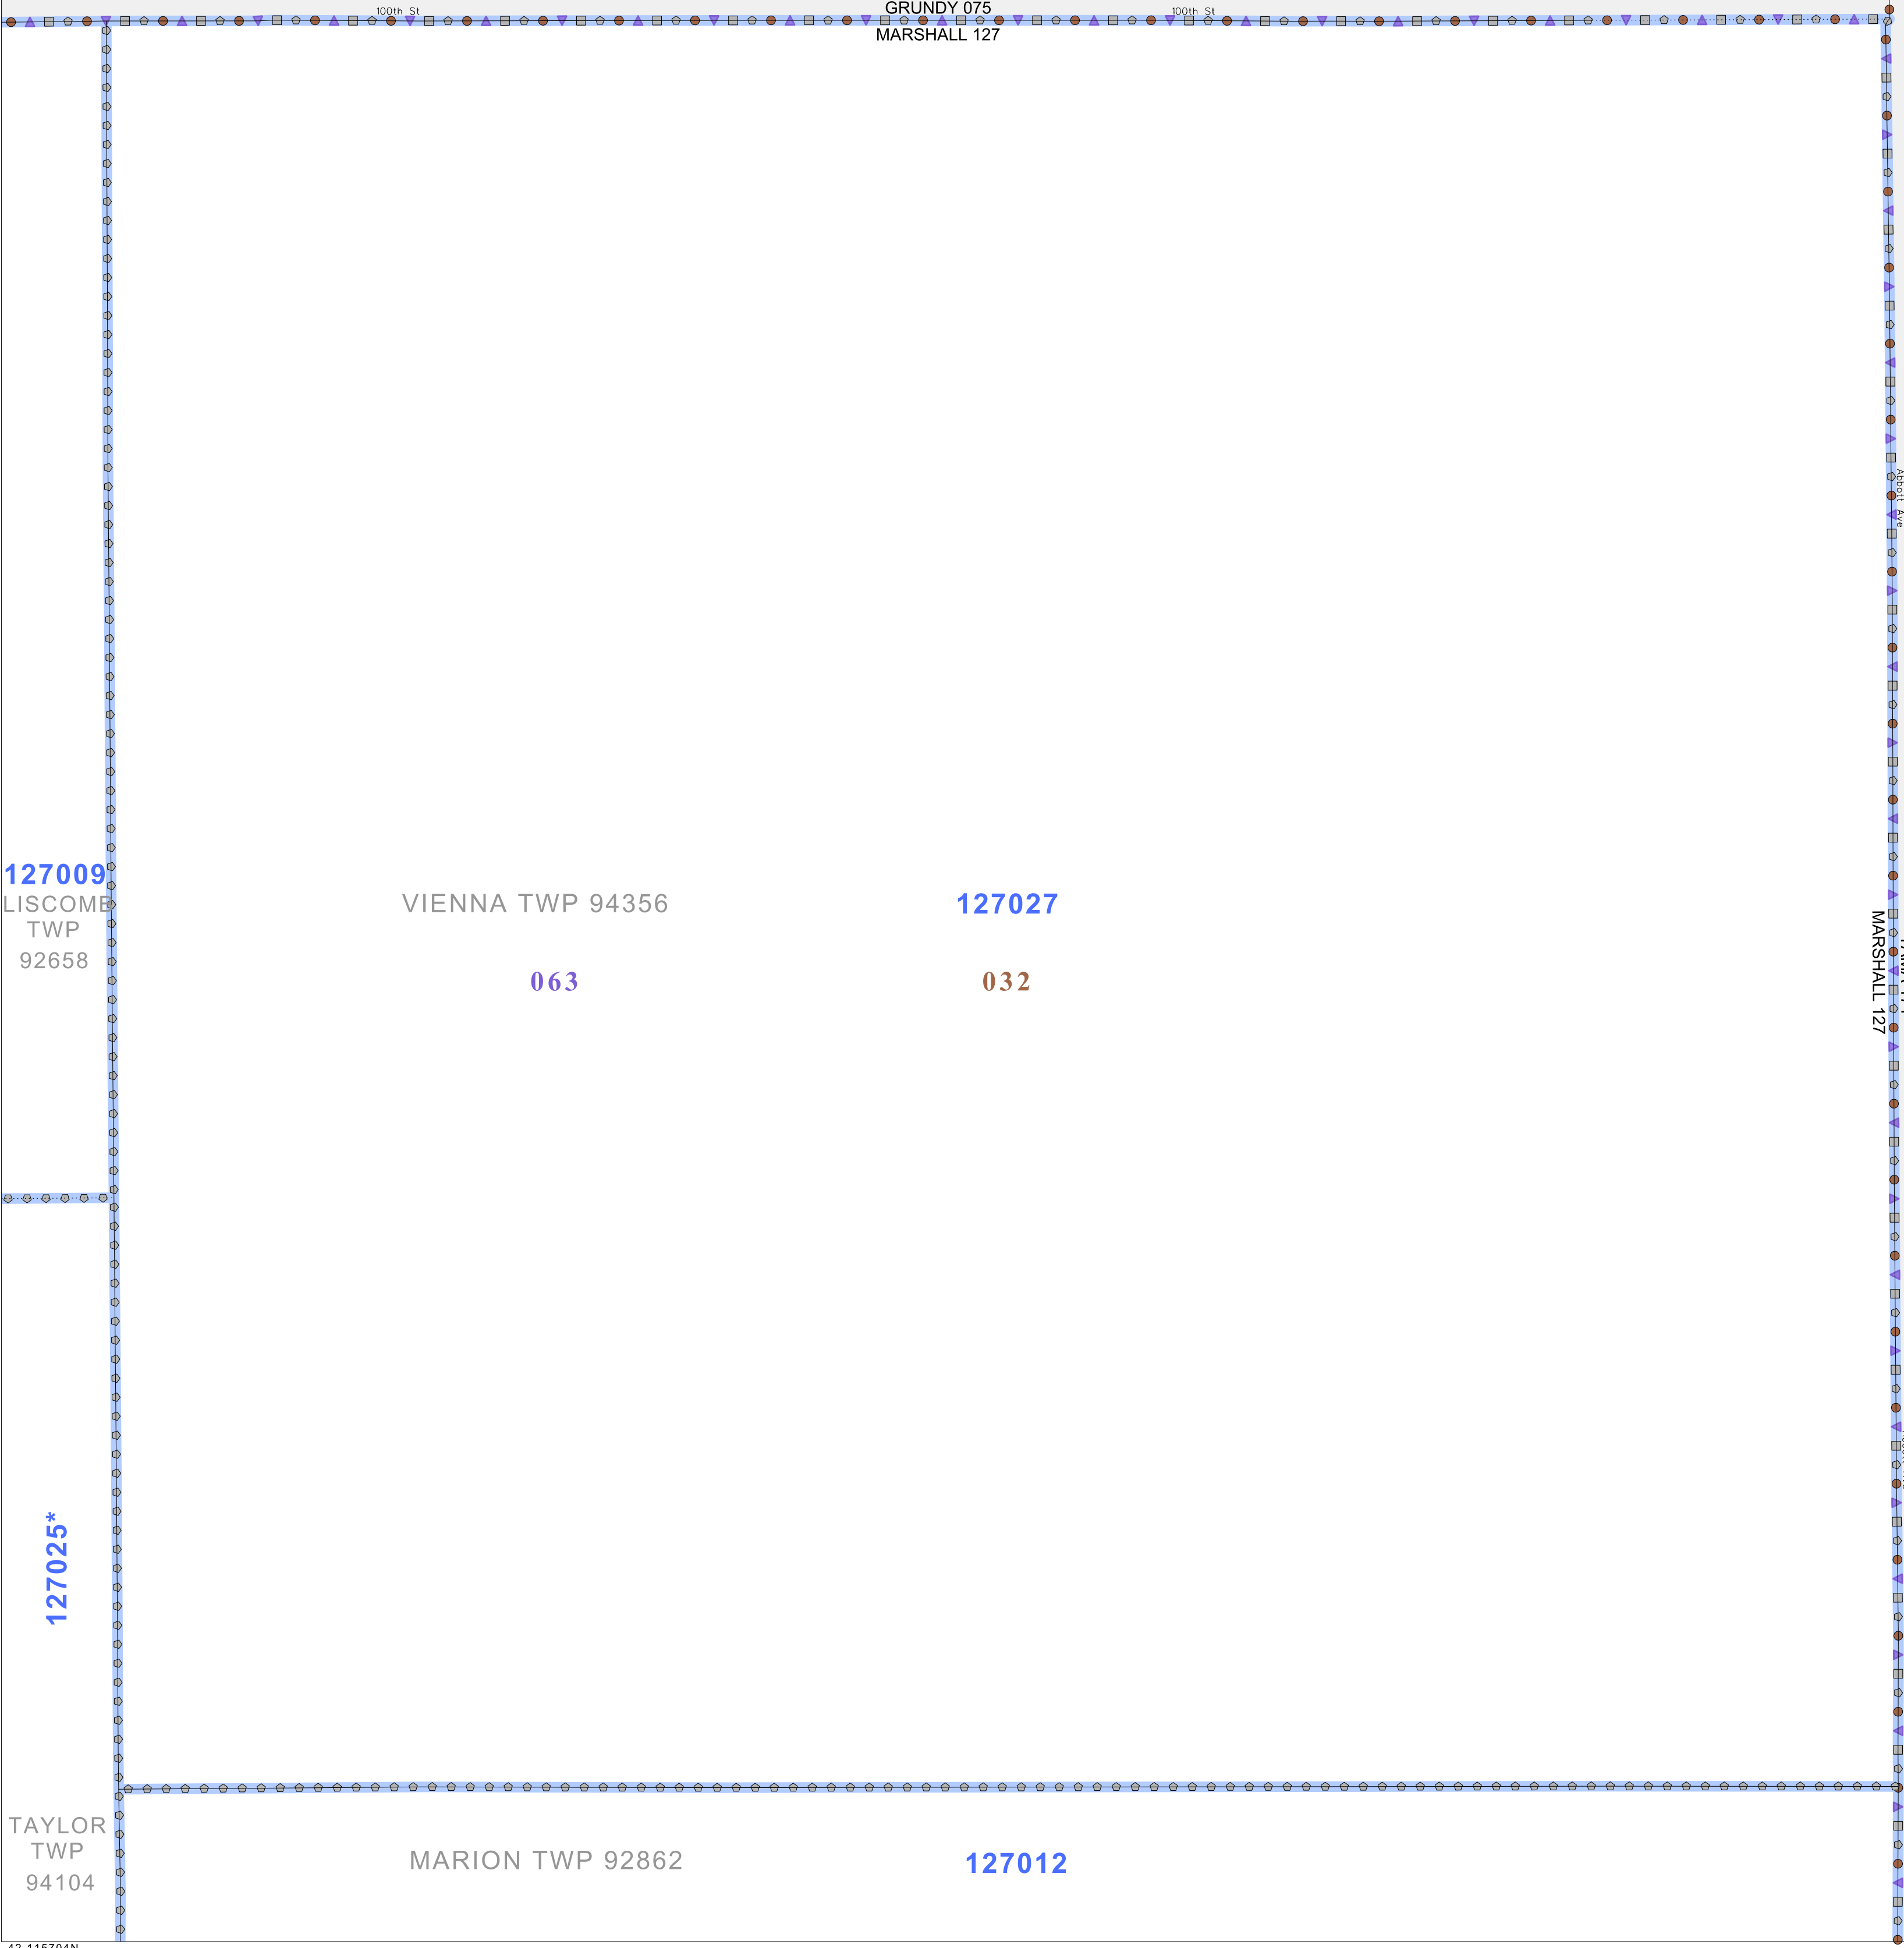 100th St
GRUNDY 075
100th St
MARSHALL 127
Abbott Ave
127009
LISCOMB
TWP
92658
VIENNA TWP 94356
127027
063
032
MARSHALL 127
127025*
TAYLOR
TWP
94104
MARION TWP 92862
127012